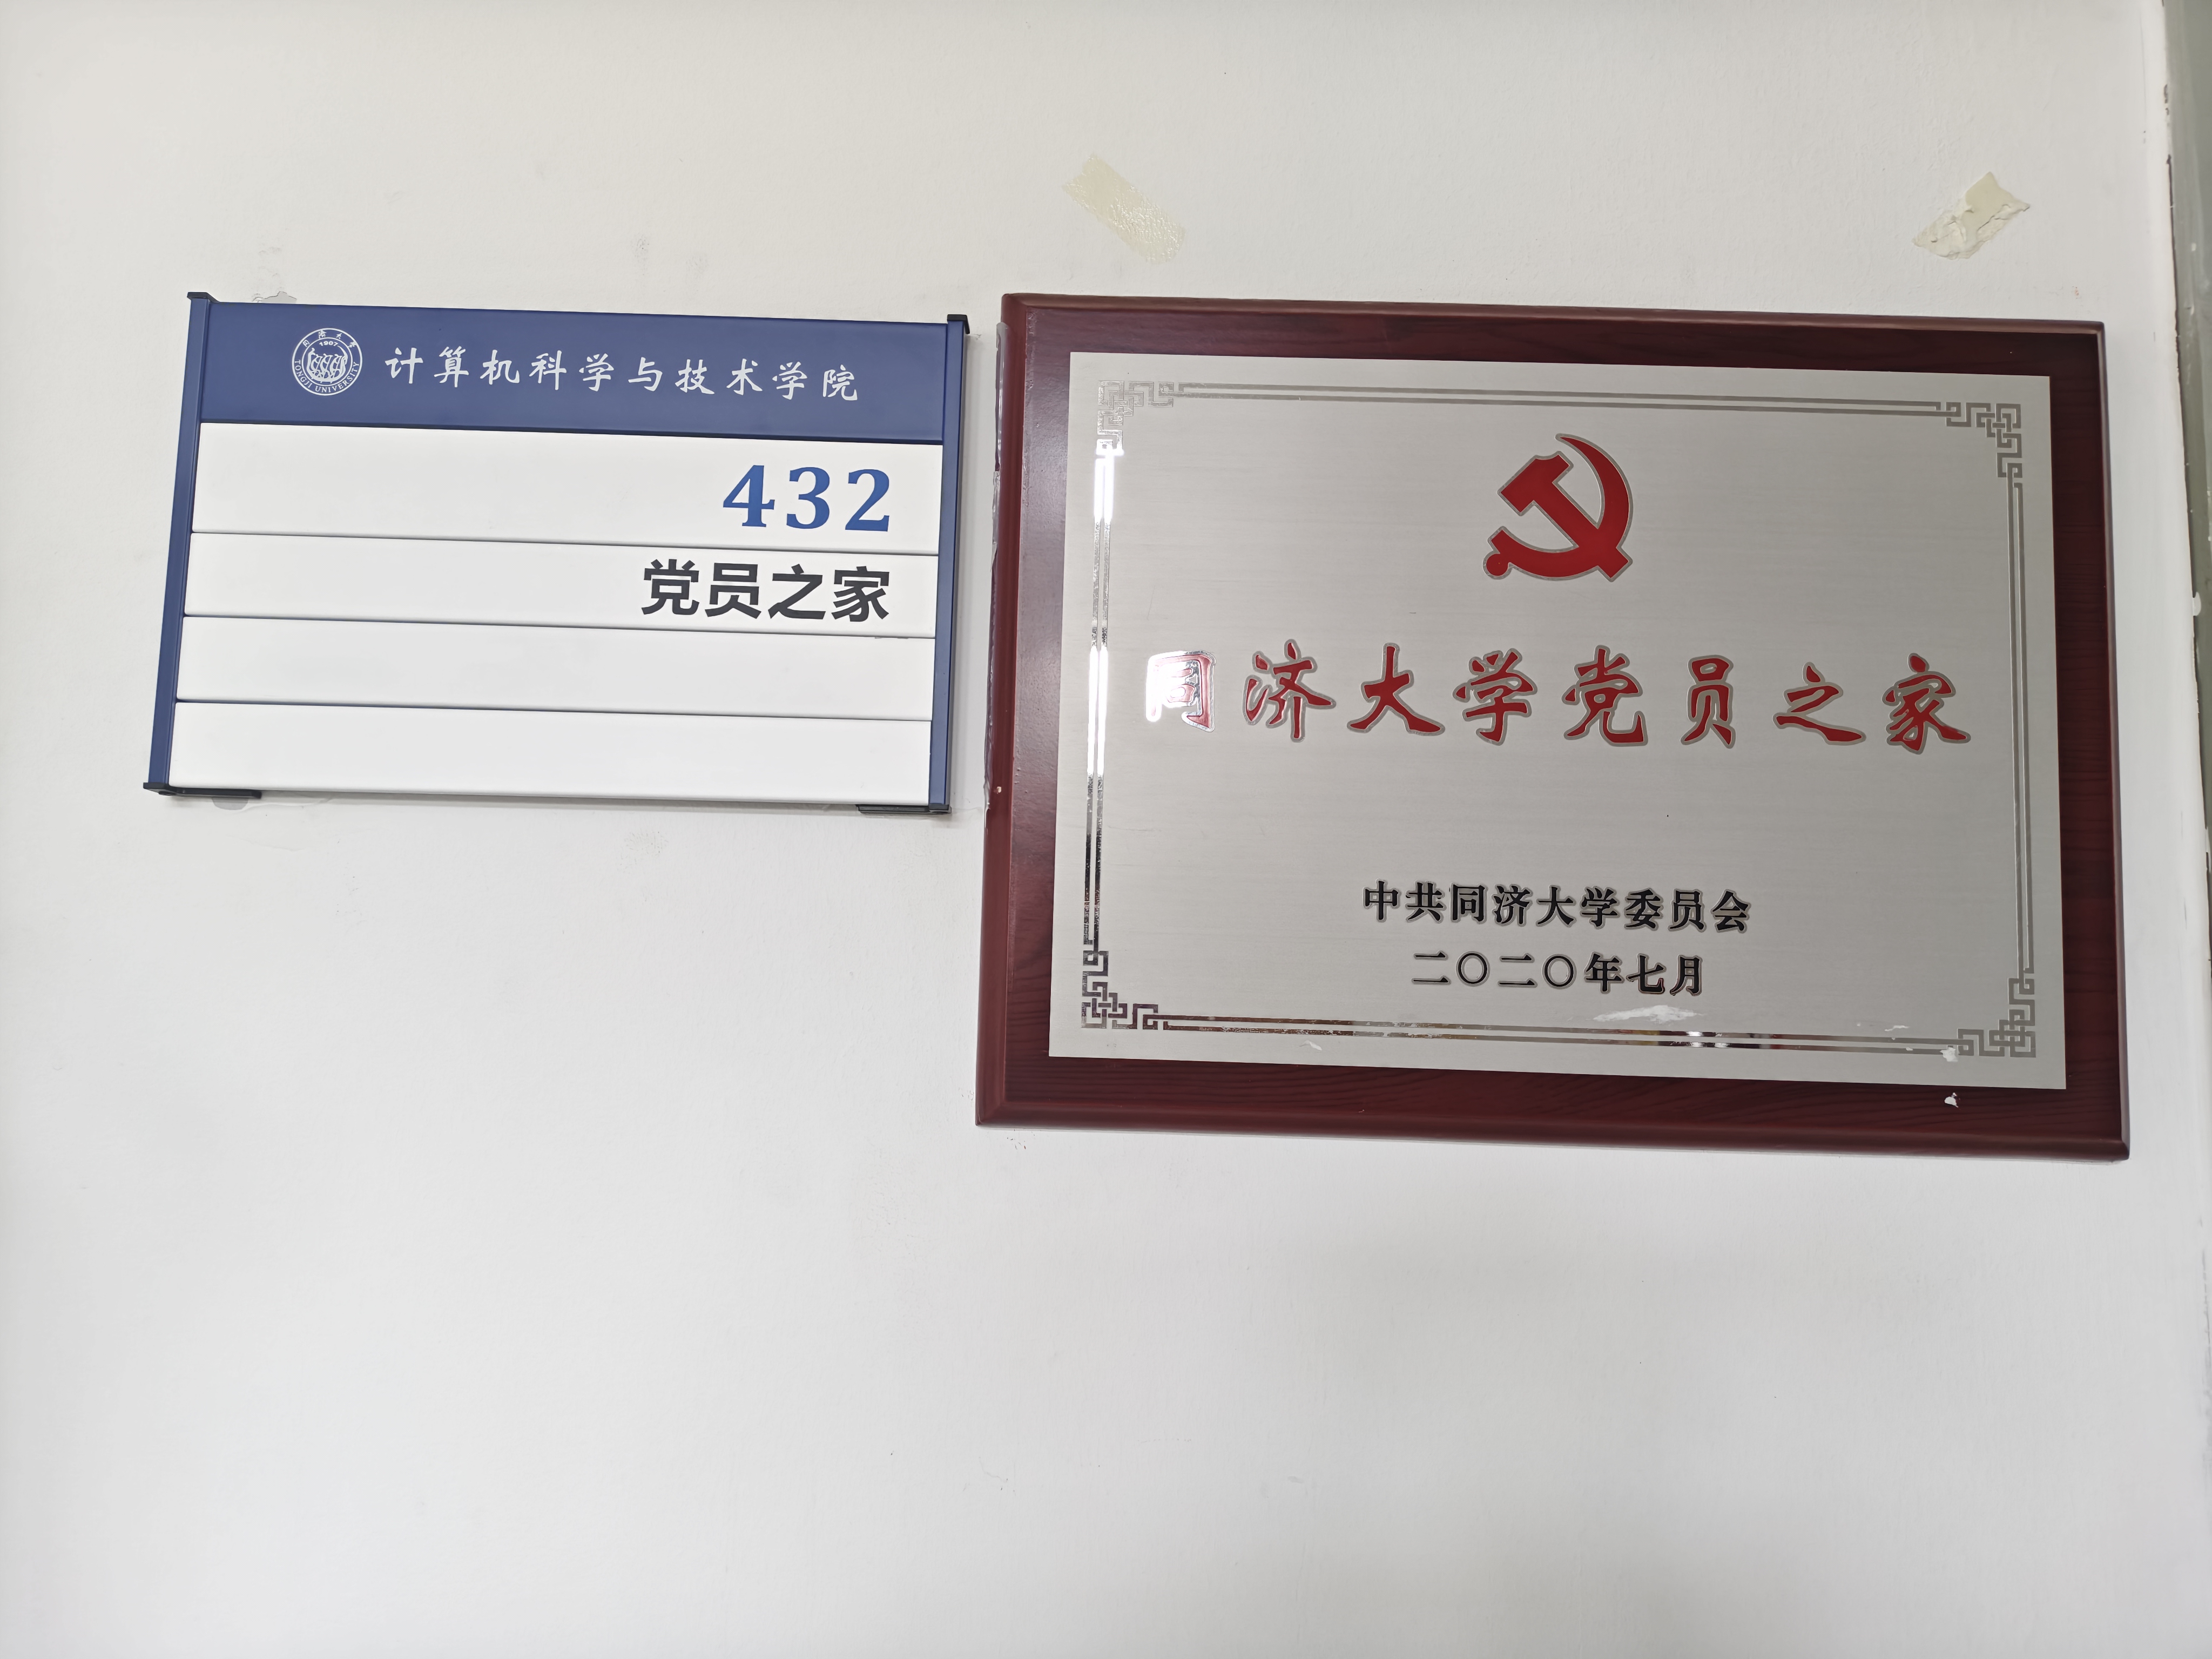 同济大学
1907
TONGJI UNIVERSITY
计算机科学与技术学院
432
党员之家
同济大学党员之家
中共同济大学委员会
二〇二〇年七月